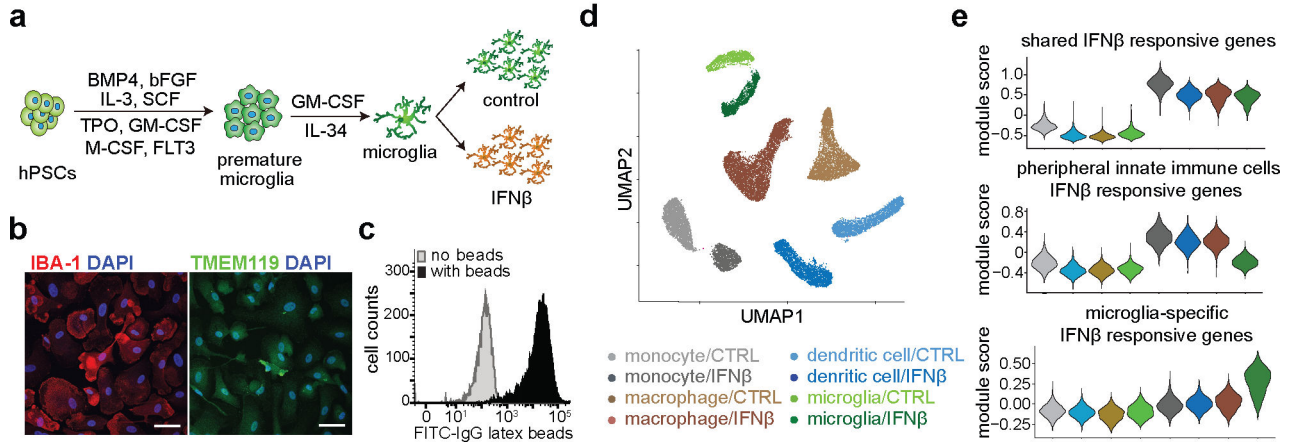 a
BMP4, bFGF
IL-3, SCF
TPO, GM-CSF
M-CSF, FLT3
hPSCs
premature
microglia
GM-CSF
IL-34
microglia
control
IFNβ
b
IBA-1 DAPI
TMEM119 DAPI
c
no beads
with beads
cell counts
300
200
100
0
0 10¹ 10³ 10⁵
FITC-IgG latex beads
d
UMAP2
UMAP1
monocyte/CTRL
monocyte/IFNβ
macrophage/CTRL
macrophage/IFNβ
dendritic cell/CTRL
denritic cell/IFNβ
microglia/CTRL
microglia/IFNβ
e
shared IFNβ responsive genes
module score
1.0
0.5
0
−0.5
pheripheral innate immune cells
IFNβ responsive genes
module score
0.8
0.4
0
−0.4
microglia-specific
IFNβ responsive genes
module score
0.50
0.25
0.00
−0.25